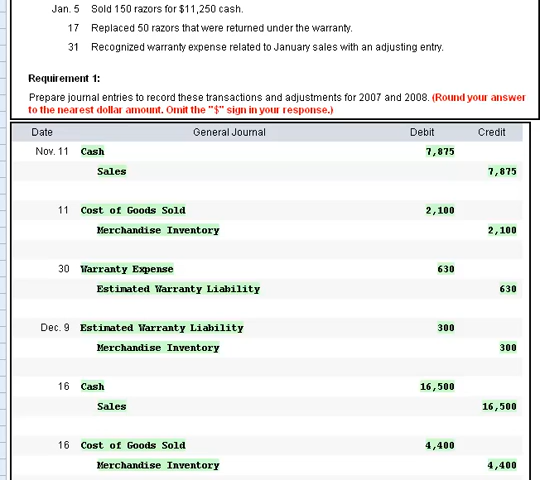 Jan. 5 Sold 150 razors for $11,250 cash.
17 Replaced 50 razors that were returned under the warranty.
31 Recognized warranty expense related to January sales with an adjusting entry.
Requirement 1:
Prepare journal entries to record these transactions and adjustments for 2007 and 2008. (Round your answer
to the nearest dollar amount. Omit the "$" sign in your response.)
Date General Journal Debit Credit
Nov. 11 Cash 7,875
Sales 7,875
11 Cost of Goods Sold 2,100
Merchandise Inventory 2,100
30 Warranty Expense 630
Estimated Warranty Liability 630
Dec. 9 Estimated Warranty Liability 300
Merchandise Inventory 300
16 Cash 16,500
Sales 16,500
16 Cost of Goods Sold 4,400
Merchandise Inventory 4,400